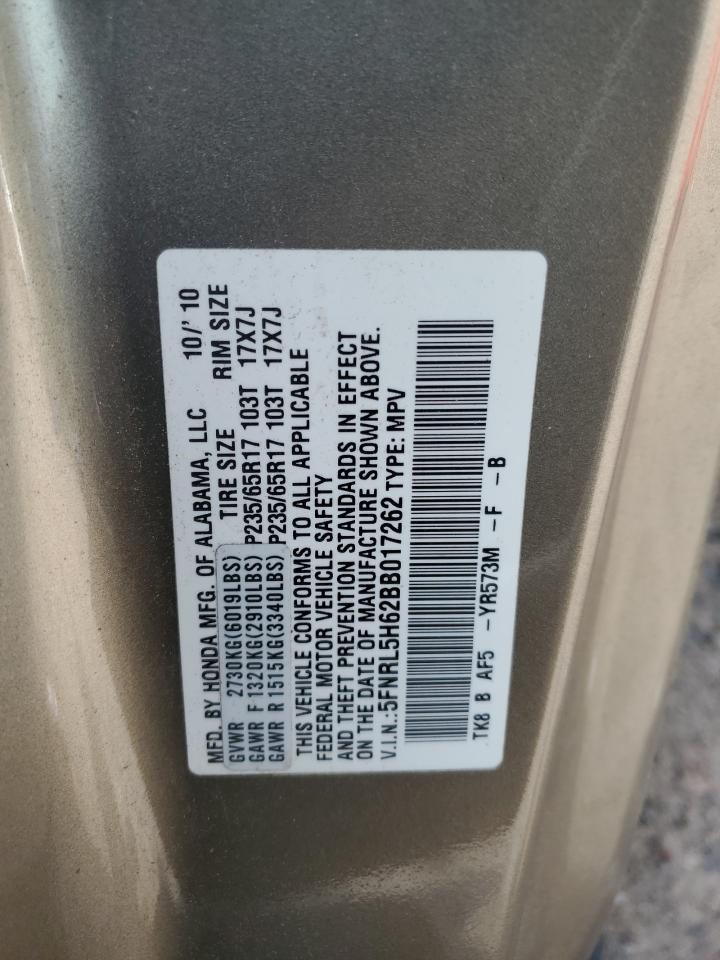 MFD. BY HONDA MFG. OF ALABAMA, LLC 10/' 10
GVWR 2730KG(6019LBS) TIRE SIZE RIM SIZE
GAWR F 1320KG(2910LBS) P235/65R17 103T 17X7J
GAWR R 1515KG(3340LBS) P235/65R17 103T 17X7J
THIS VEHICLE CONFORMS TO ALL APPLICABLE
FEDERAL MOTOR VEHICLE SAFETY
AND THEFT PREVENTION STANDARDS IN EFFECT
ON THE DATE OF MANUFACTURE SHOWN ABOVE.
V.I.N.:5FNRL5H62BB017262 TYPE: MPV
TK8 B AF5 -YR573M -F -B